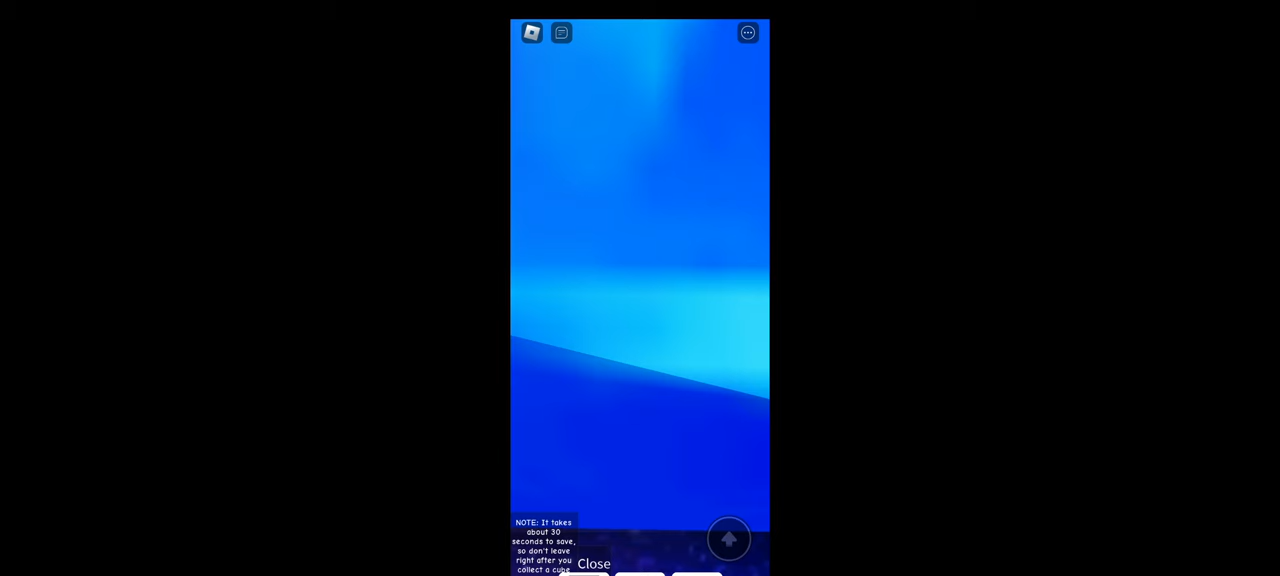 NOTE: It takes
about 30
seconds to save,
so don't leave
right after you
collect a cube
Close